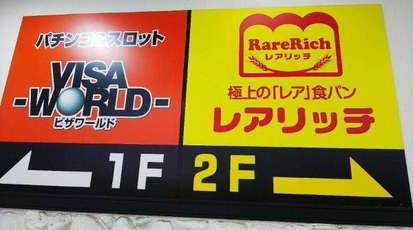 パチンコ&スロット
VISA
-WORLD-
ビザワールド
1F
RareRich
レアリッチ
極上の「レア」食パン
レアリッチ
2F